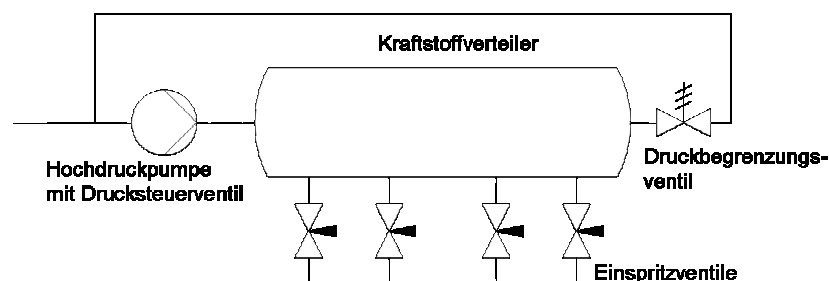 Kraftstoffverteiler
Hochdruckpumpe
mit Drucksteuerventil
Druckbegrenzungs-
ventil
Einspritzventile